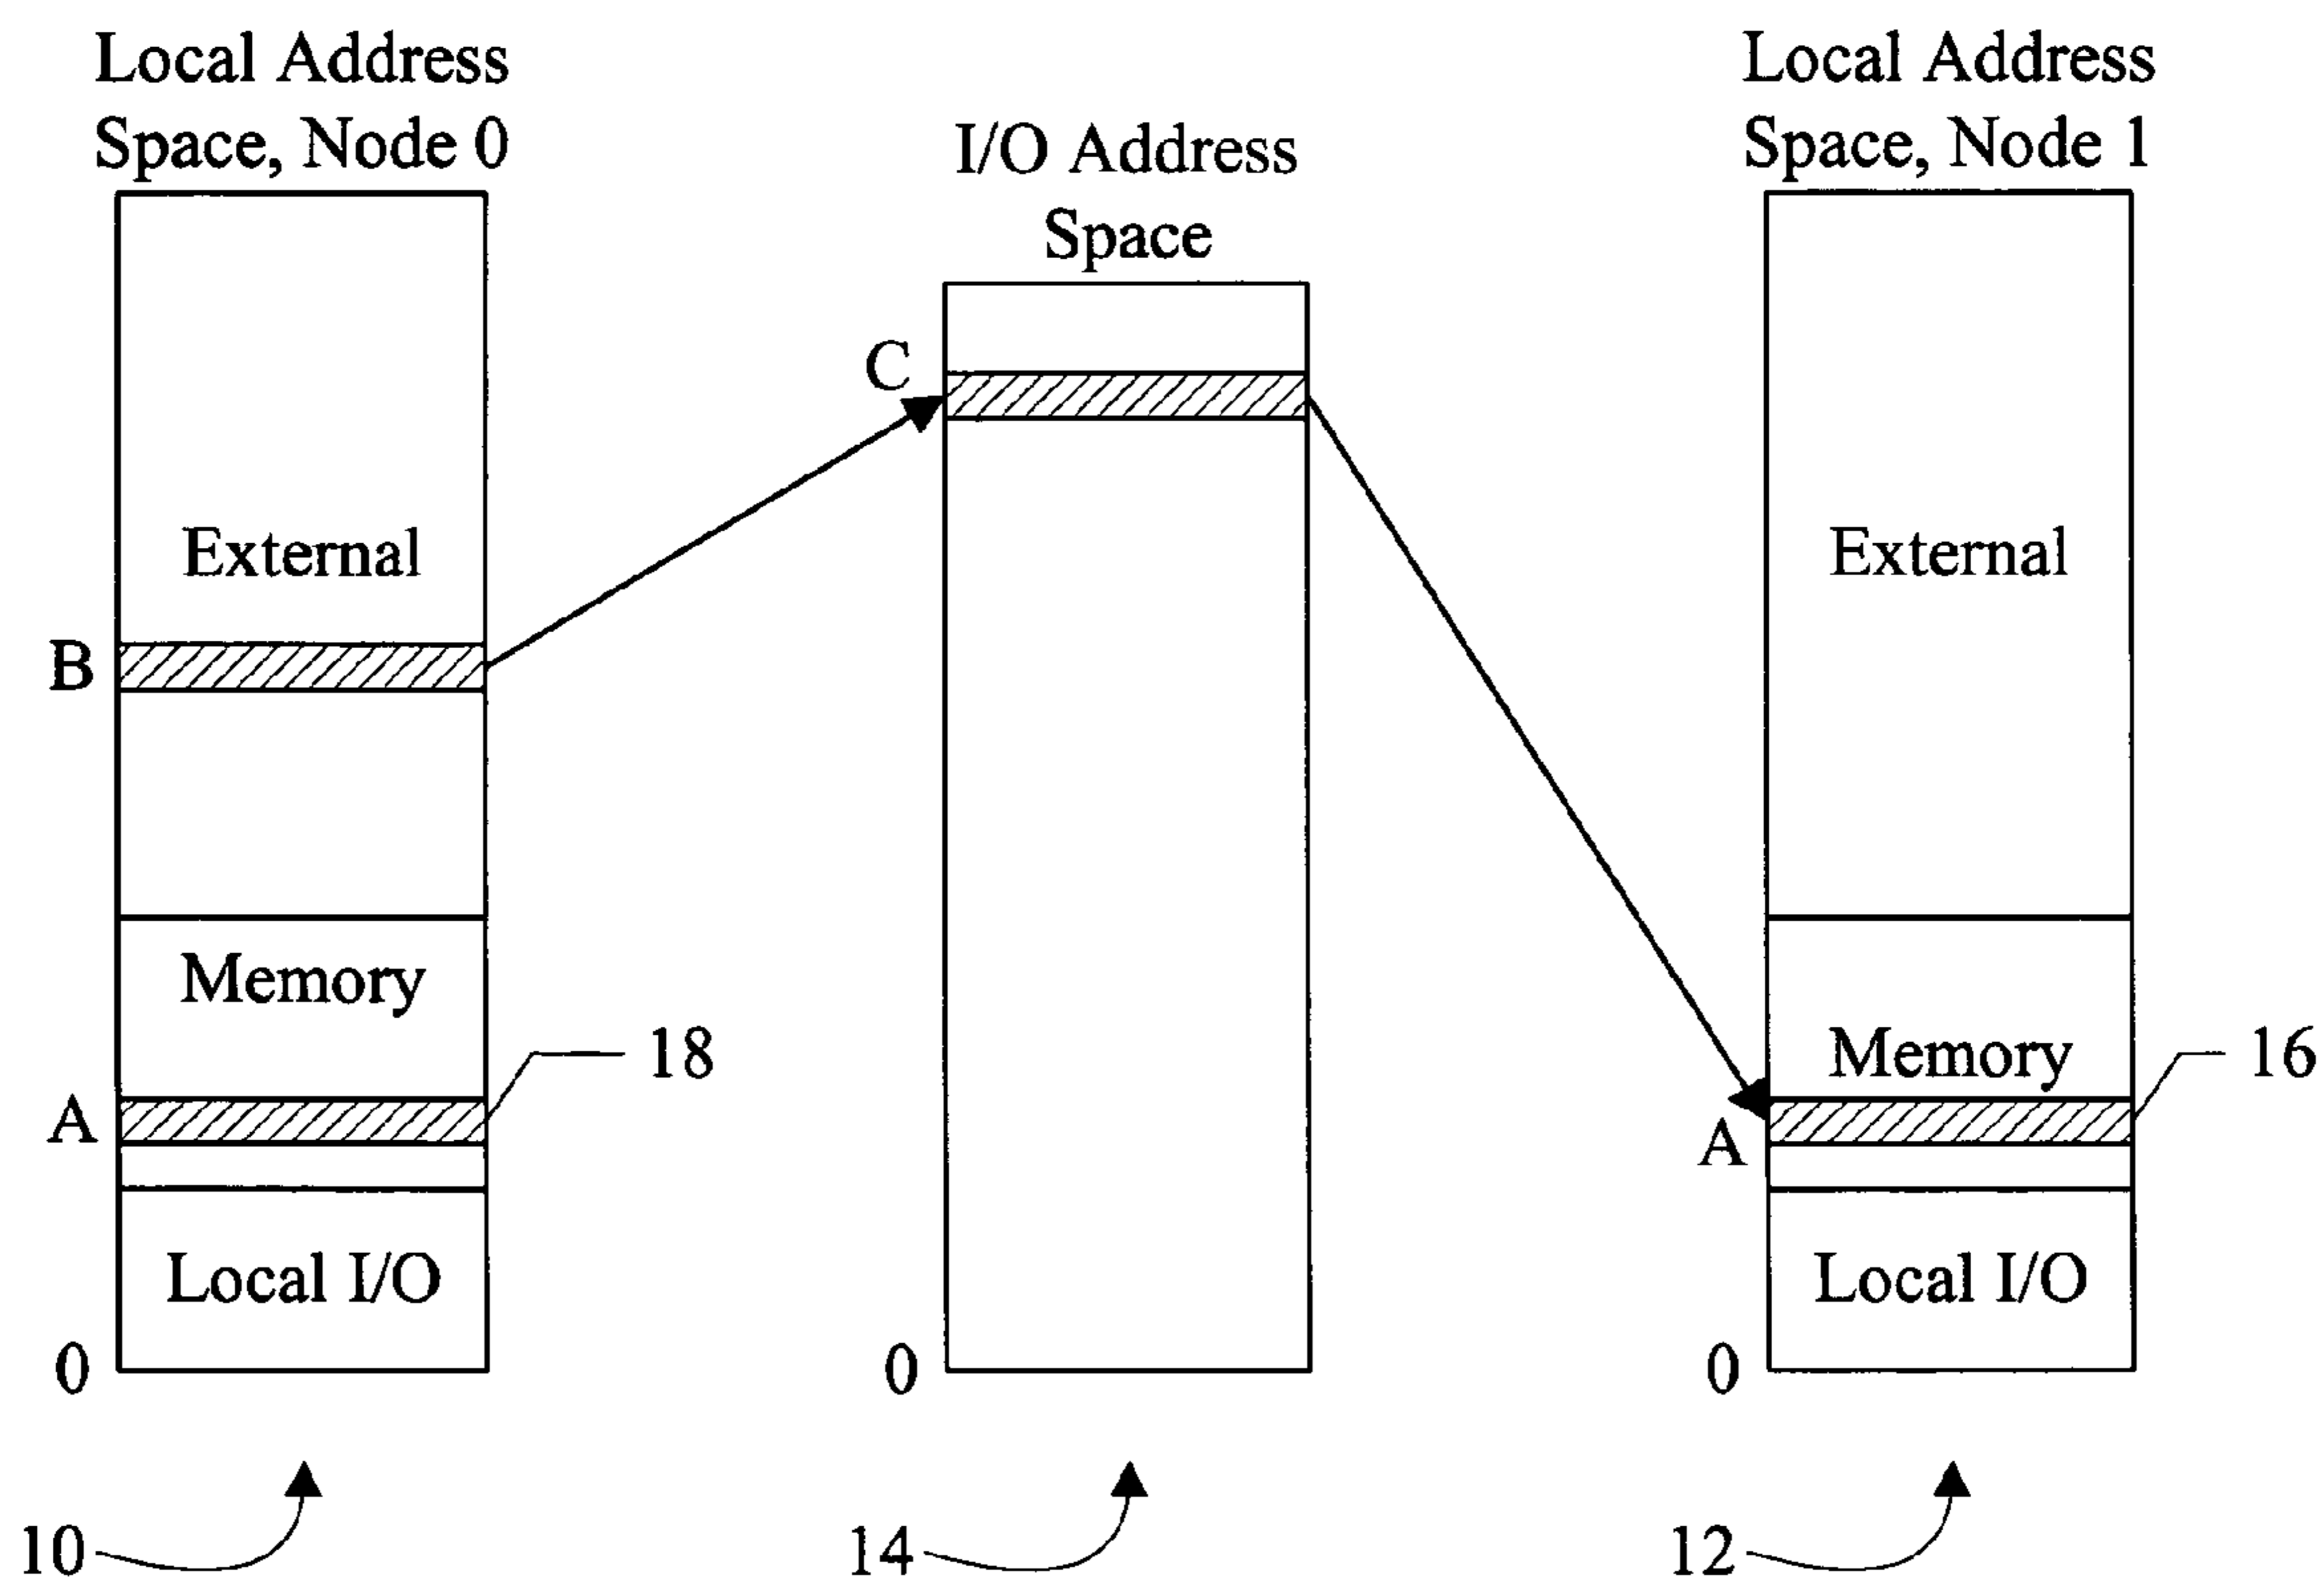 Local Address
Space, Node 0
I/O Address
Space
Local Address
Space, Node 1
C
External
External
B
Memory
18
Memory
16
A
A
Local I/O
Local I/O
0
0
0
10
14
12